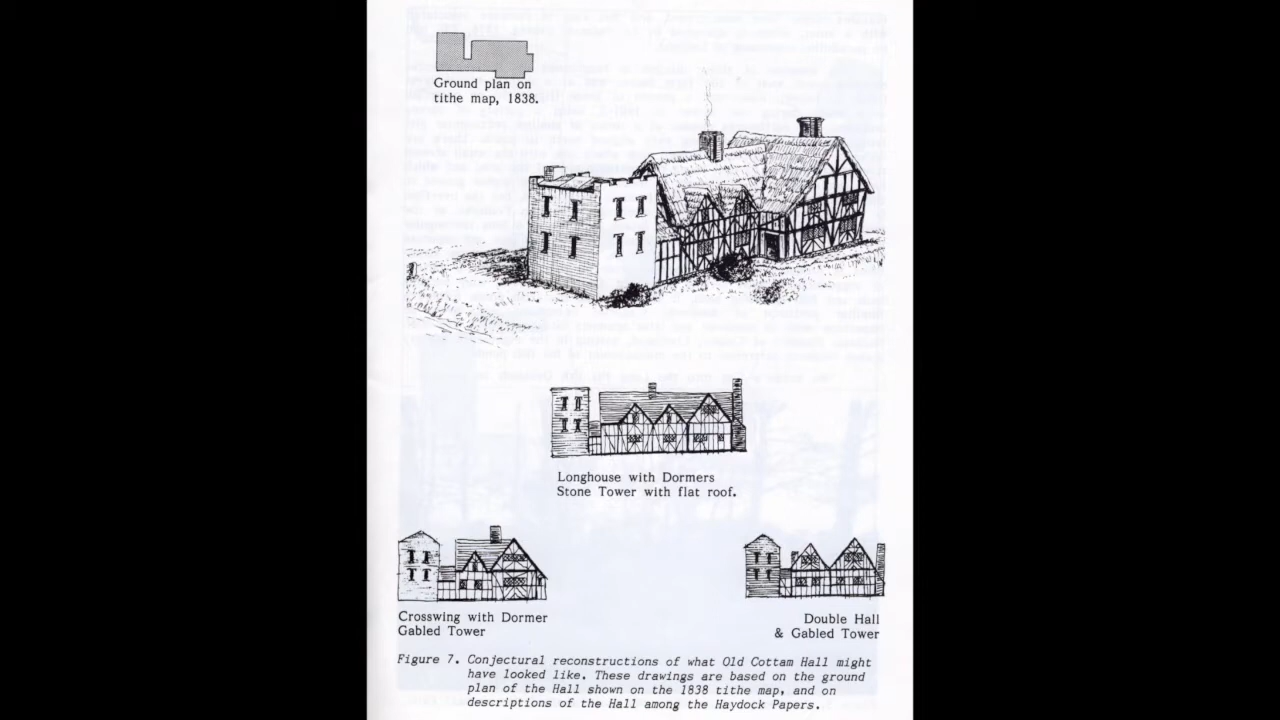 Ground plan on
tithe map, 1838.
Longhouse with Dormers
Stone Tower with flat roof.
Crosswing with Dormer
Gabled Tower
Double Hall
& Gabled Tower
Figure 7. Conjectural reconstructions of what Old Cottam Hall might
have looked like. These drawings are based on the ground
plan of the Hall shown on the 1838 tithe map, and on
descriptions of the Hall among the Haydock Papers.